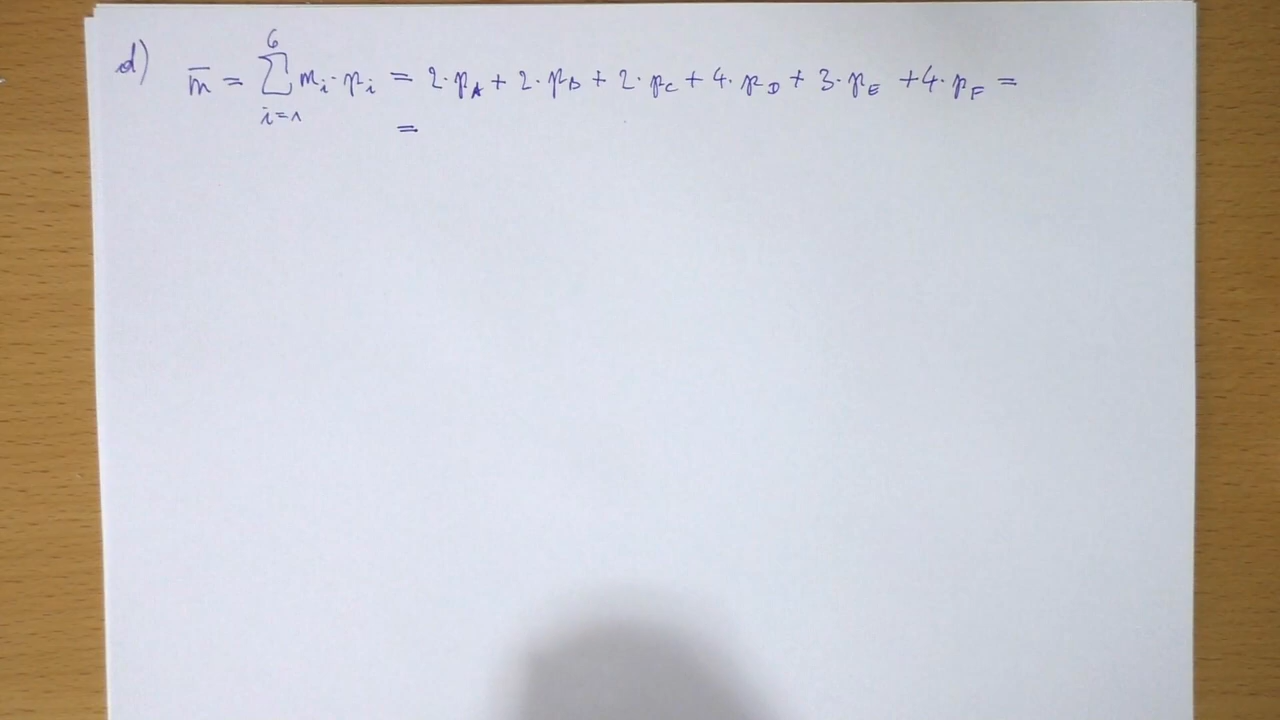 d) m̅ = ∑_{i=1}^{6} m_i · p_i = 2·p_A + 2·p_B + 2·p_C + 4·p_D + 3·p_E + 4·p_F =
=